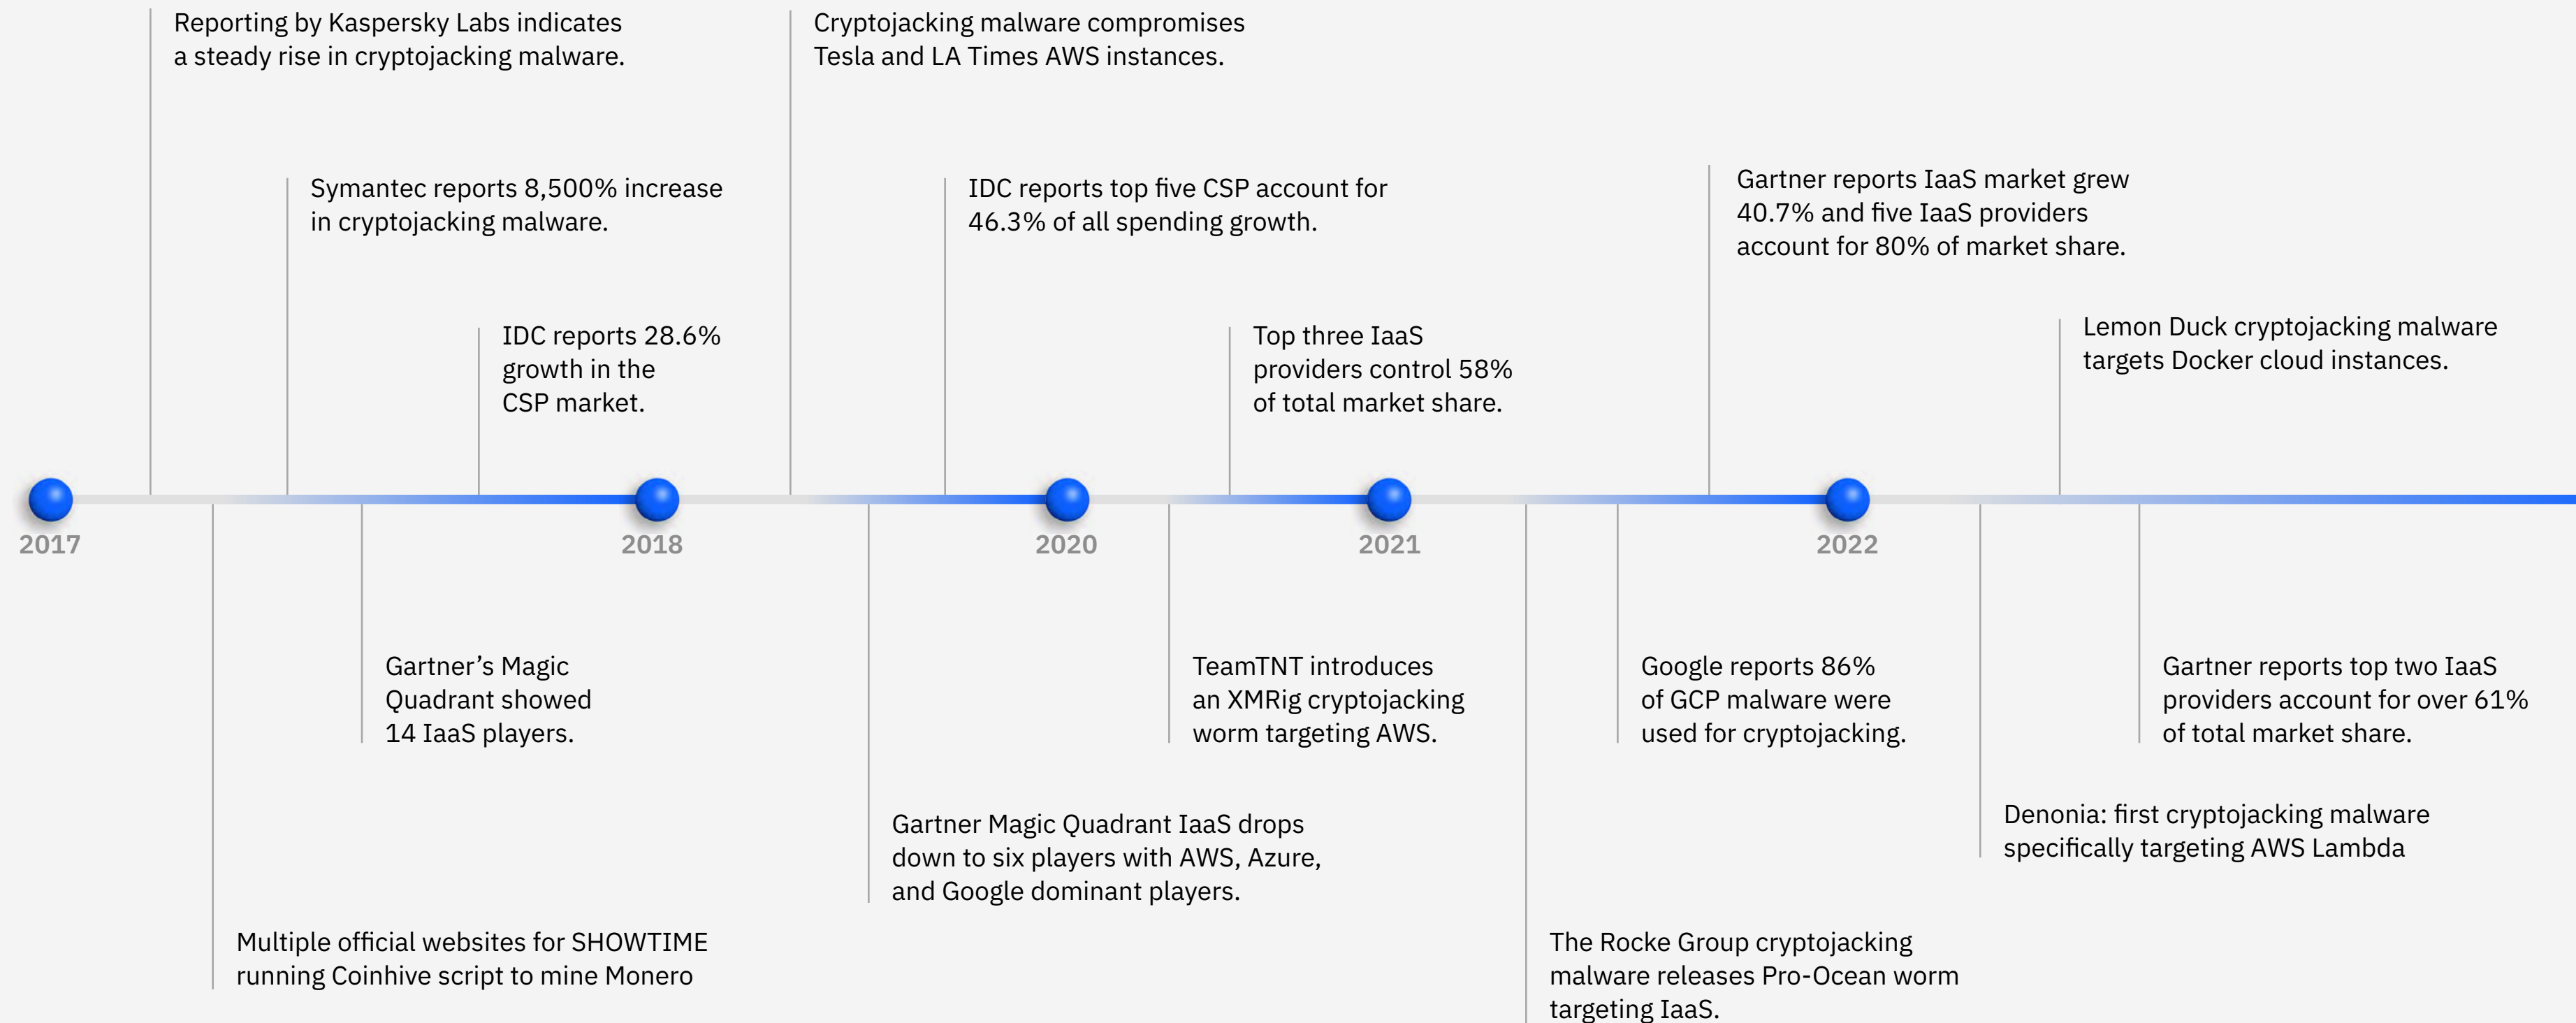 Reporting by Kaspersky Labs indicates
a steady rise in cryptojacking malware.
Cryptojacking malware compromises
Tesla and LA Times AWS instances.
Symantec reports 8,500% increase
in cryptojacking malware.
IDC reports top five CSP account for
46.3% of all spending growth.
Gartner reports IaaS market grew
40.7% and five IaaS providers
account for 80% of market share.
IDC reports 28.6%
growth in the
CSP market.
Top three IaaS
providers control 58%
of total market share.
Lemon Duck cryptojacking malware
targets Docker cloud instances.
2017
2018
2020
2021
2022
Gartner’s Magic
Quadrant showed
14 IaaS players.
TeamTNT introduces
an XMRig cryptojacking
worm targeting AWS.
Google reports 86%
of GCP malware were
used for cryptojacking.
Gartner reports top two IaaS
providers account for over 61%
of total market share.
Gartner Magic Quadrant IaaS drops
down to six players with AWS, Azure,
and Google dominant players.
Denonia: first cryptojacking malware
specifically targeting AWS Lambda
Multiple official websites for SHOWTIME
running Coinhive script to mine Monero
The Rocke Group cryptojacking
malware releases Pro-Ocean worm
targeting IaaS.